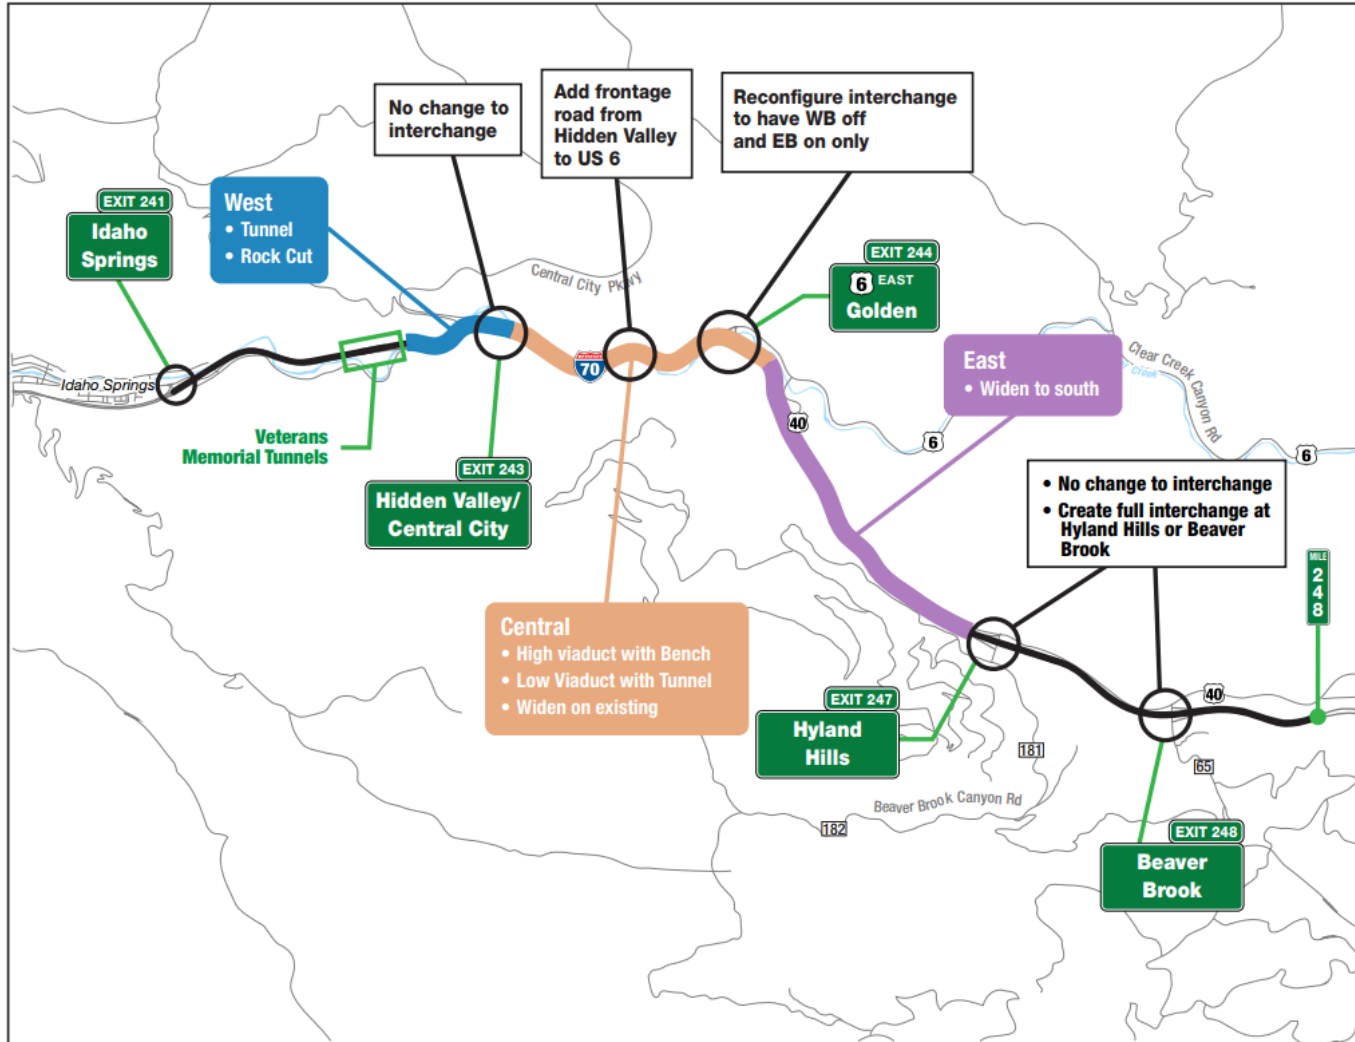 No change to
interchange
Add frontage
road from
Hidden Valley
to US 6
Reconfigure interchange
to have WB off
and EB on only
EXIT 241
Idaho
Springs
West
• Tunnel
• Rock Cut
Central City Pkwy
EXIT 244
6 EAST
Golden
Clear Creek Canyon Rd
East
• Widen to south
INTERSTATE
70
Idaho Springs
40
6
6
Veterans
Memorial Tunnels
EXIT 243
Hidden Valley/
Central City
• No change to interchange
• Create full interchange at
Hyland Hills or Beaver
Brook
MILE
2
4
8
Central
• High viaduct with Bench
• Low Viaduct with Tunnel
• Widen on existing
EXIT 247
Hyland
Hills
40
181
65
Beaver Brook Canyon Rd
182
EXIT 248
Beaver
Brook